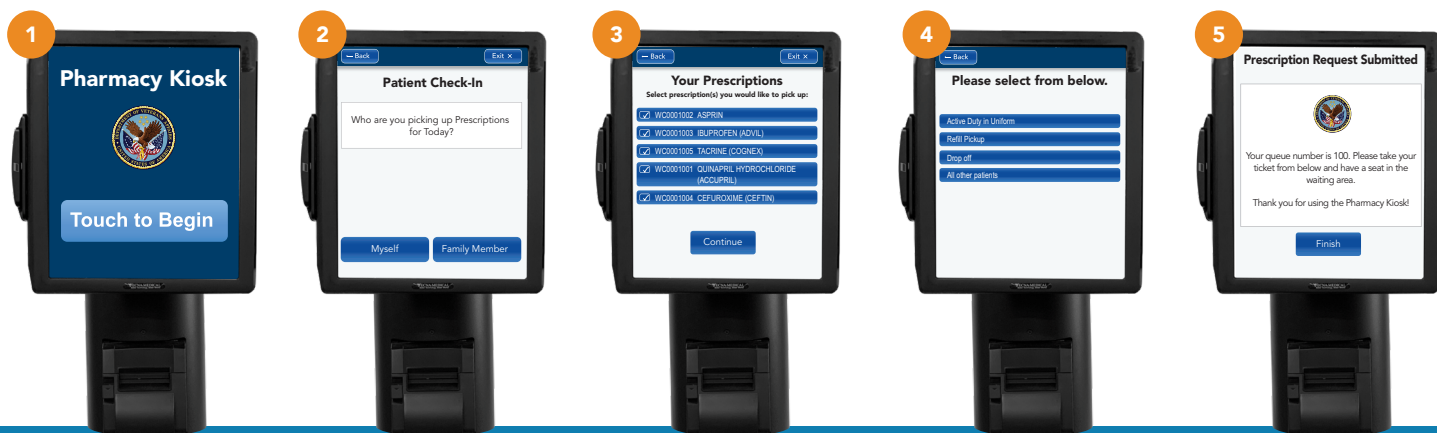 1
Pharmacy Kiosk
Touch to Begin
2
Back
Exit ×
Patient Check-In
Who are you picking up Prescriptions
for Today?
Myself
Family Member
3
Back
Exit ×
Your Prescriptions
Select prescription(s) you would like to pick up:
WC0001002 ASPRIN
WC0001003 IBUPROFEN (ADVIL)
WC0001005 TACRINE (COGNEX)
WC0001001 QUINAPRIL HYDROCHLORIDE
(ACCUPRIL)
WC0001004 CEFUROXIME (CEFTIN)
Continue
4
Back
Please select from below.
Active Duty in Uniform
Refill Pickup
Drop off
All other patients
5
Prescription Request Submitted
Your queue number is 100. Please take your
ticket from below and have a seat in the
waiting area.
Thank you for using the Pharmacy Kiosk!
Finish